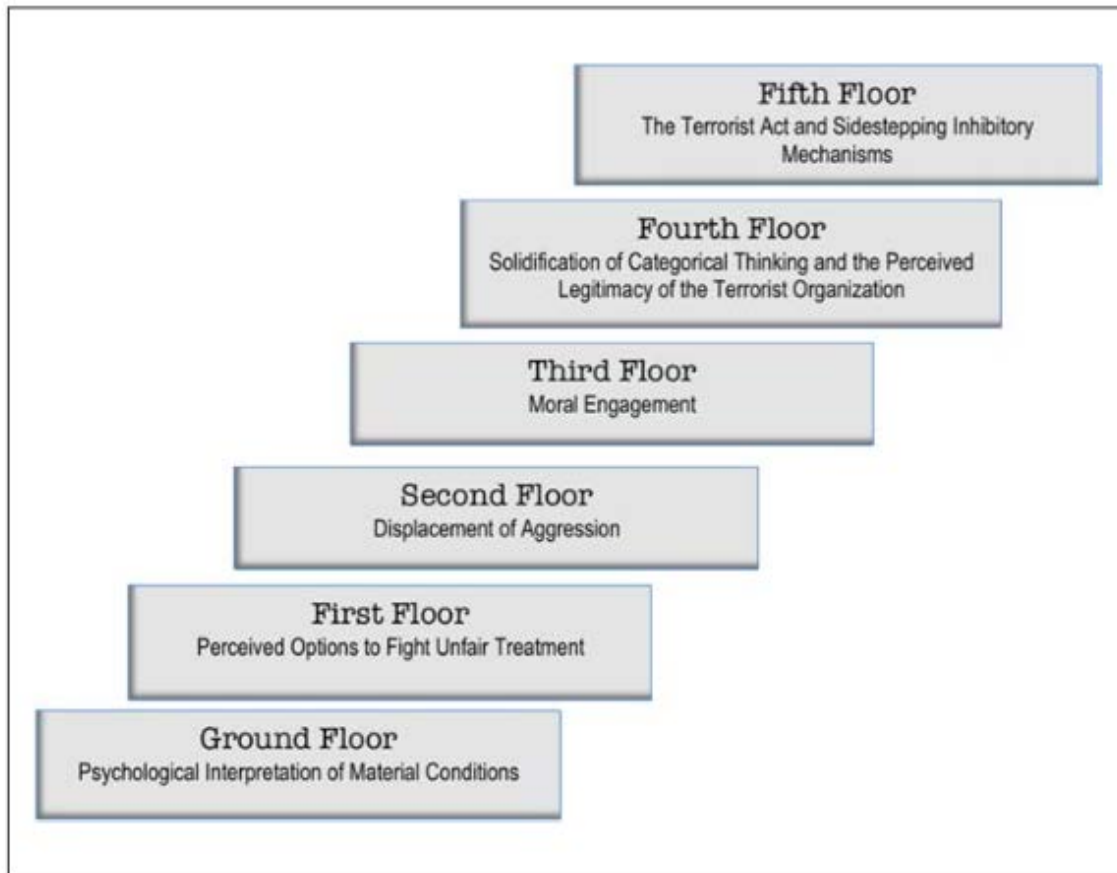 Fifth Floor
The Terrorist Act and Sidestepping Inhibitory
Mechanisms
Fourth Floor
Solidification of Categorical Thinking and the Perceived
Legitimacy of the Terrorist Organization
Third Floor
Moral Engagement
Second Floor
Displacement of Aggression
First Floor
Perceived Options to Fight Unfair Treatment
Ground Floor
Psychological Interpretation of Material Conditions